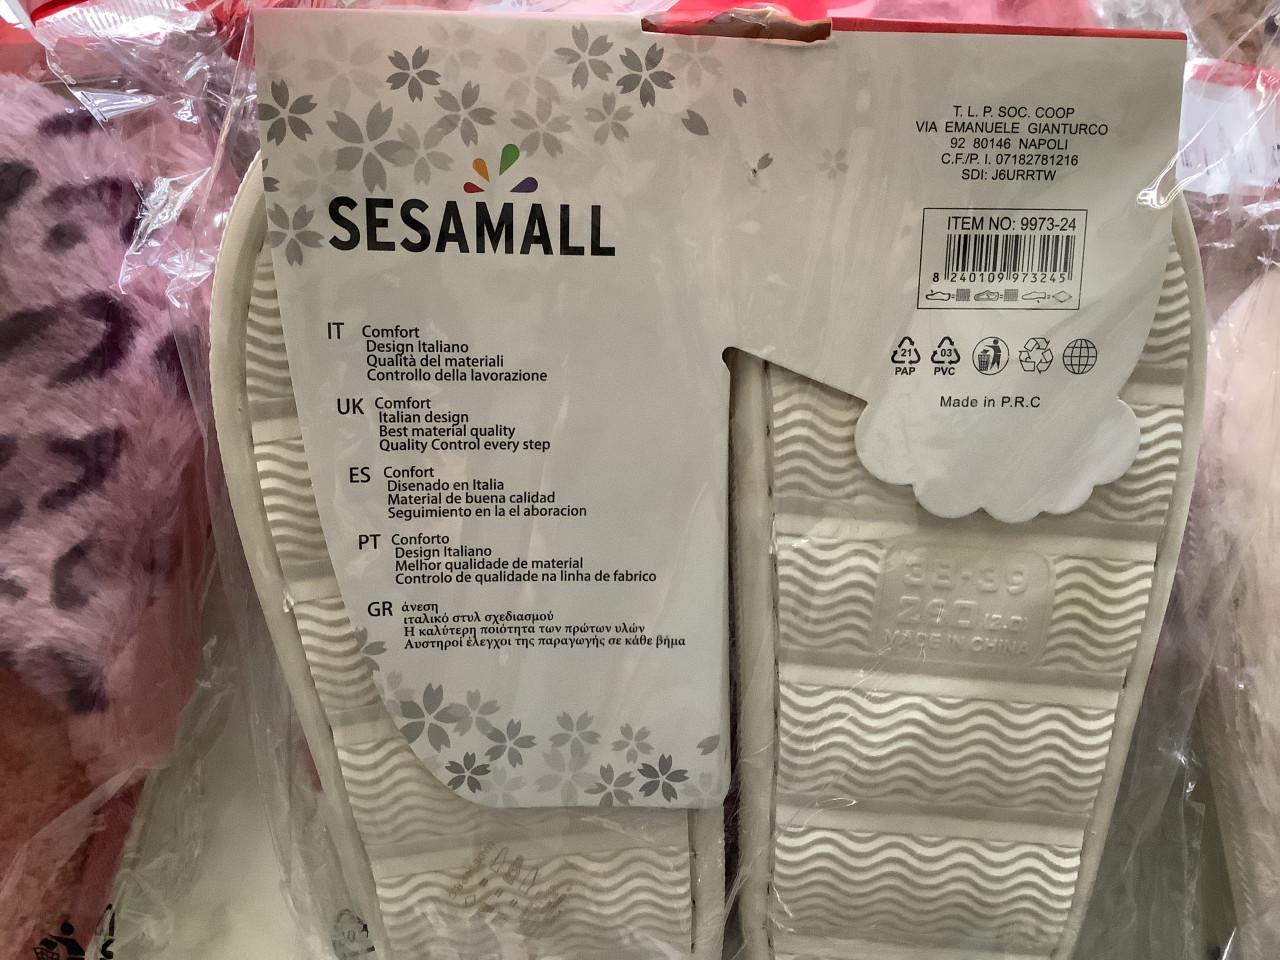 SESAMALL
IT Comfort
Design Italiano
Qualità del materiali
Controllo della lavorazione
UK Comfort
Italian design
Best material quality
Quality Control every step
ES Confort
Disenado en Italia
Material de buena calidad
Seguimiento en la el aboracion
PT Conforto
Design Italiano
Melhor qualidade de material
Controlo de qualidade na linha de fabrico
GR άνεση
ιταλικό στυλ σχεδιασμού
Η καλύτερη ποιότητα των πρώτων υλών
Αυστηροί έλεγχοι της παραγωγής σε κάθε βήμα
T. L. P. SOC. COOP
VIA EMANUELE GIANTURCO
92 80146 NAPOLI
C.F./P. I. 07182781216
SDI: J6URRTW
ITEM NO: 9973-24
8 240109 973245
21 03
PAP PVC
Made in P.R.C
38-39
MADE IN CHINA